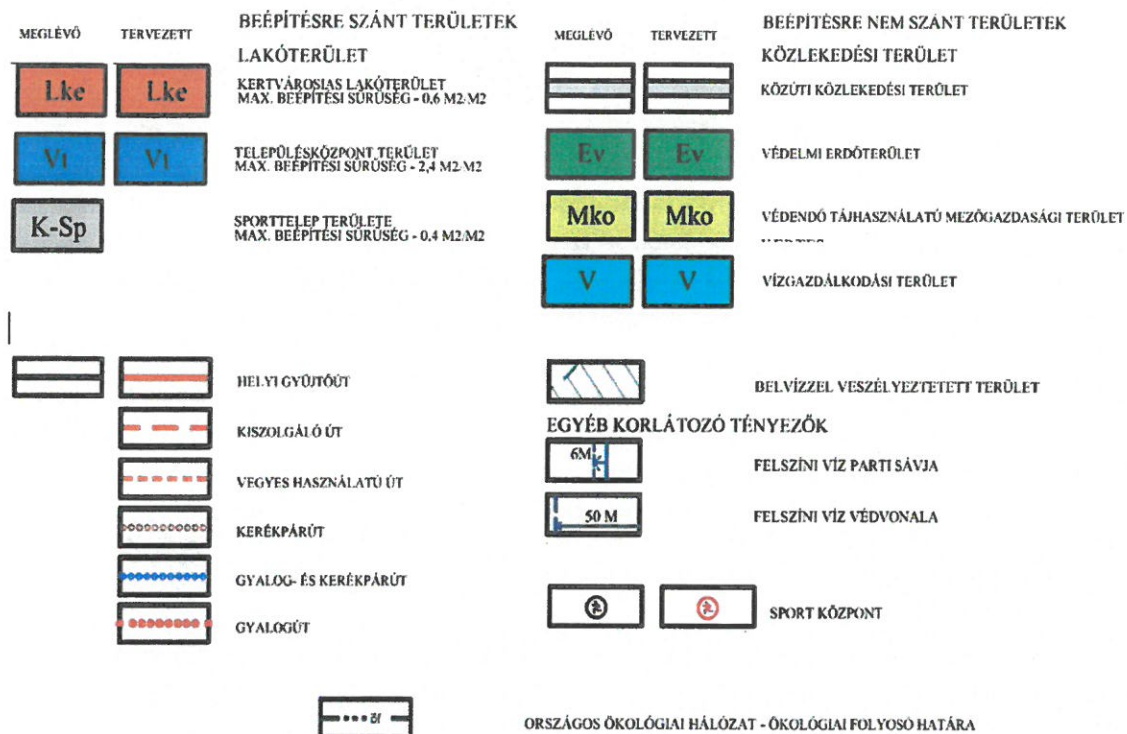 BEÉPÍTÉSRE SZÁNT TERÜLETEK
MEGLÉVŐ TERVEZETT
LAKÓTERÜLET
Lke Lke
KERTVÁROSIAS LAKÓTERÜLET
MAX. BEÉPÍTÉSI SŰRŰSÉG - 0,6 M2/M2
Vt Vt
TELEPÜLÉSKÖZPONT TERÜLET
MAX. BEÉPÍTÉSI SŰRŰSÉG - 2,4 M2/M2
K-Sp
SPORTTELEP TERÜLETE
MAX. BEÉPÍTÉSI SŰRŰSÉG - 0,4 M2/M2
BEÉPÍTÉSRE NEM SZÁNT TERÜLETEK
MEGLÉVŐ TERVEZETT
KÖZLEKEDÉSI TERÜLET
KÖZÚTI KÖZLEKEDÉSI TERÜLET
Ev Ev
VÉDELMI ERDŐTERÜLET
Mko Mko
VÉDENDŐ TÁJHASZNÁLATÚ MEZŐGAZDASÁGI TERÜLET
V V
VÍZGAZDÁLKODÁSI TERÜLET
HELYI GYŰJTŐÚT
KISZOLGÁLÓ ÚT
VEGYES HASZNÁLATÚ ÚT
KERÉKPÁRÚT
GYALOG- ÉS KERÉKPÁRÚT
GYALOGÚT
BELVÍZZEL VESZÉLYEZTETETT TERÜLET
EGYÉB KORLÁTOZÓ TÉNYEZŐK
6M
FELSZÍNI VÍZ PARTI SÁVJA
50 M
FELSZÍNI VÍZ VÉDVONALA
SPORT KÖZPONT
ORSZÁGOS ÖKOLÓGIAI HÁLÓZAT - ÖKOLÓGIAI FOLYOSÓ HATÁRA